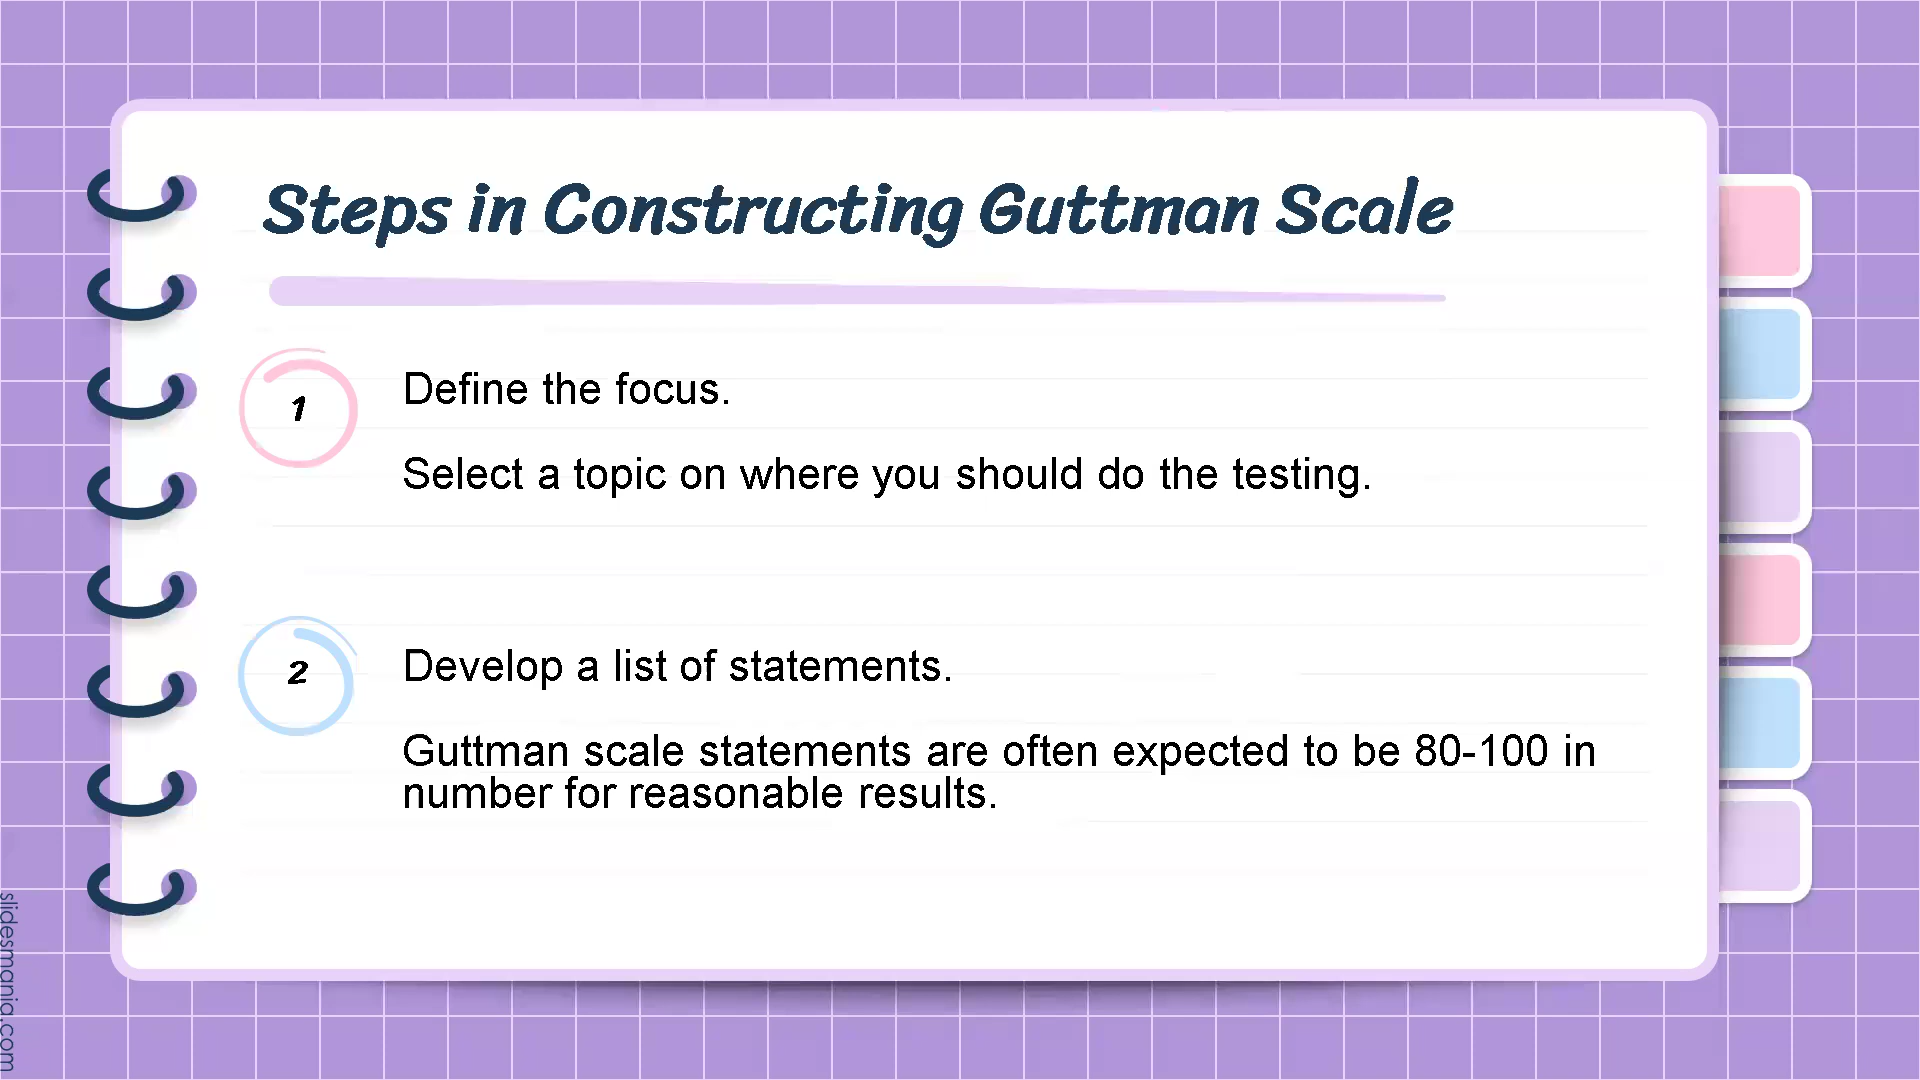 Steps in Constructing Guttman Scale
1
Define the focus.
Select a topic on where you should do the testing.
2
Develop a list of statements.
Guttman scale statements are often expected to be 80-100 in
number for reasonable results.
slidesmania.com